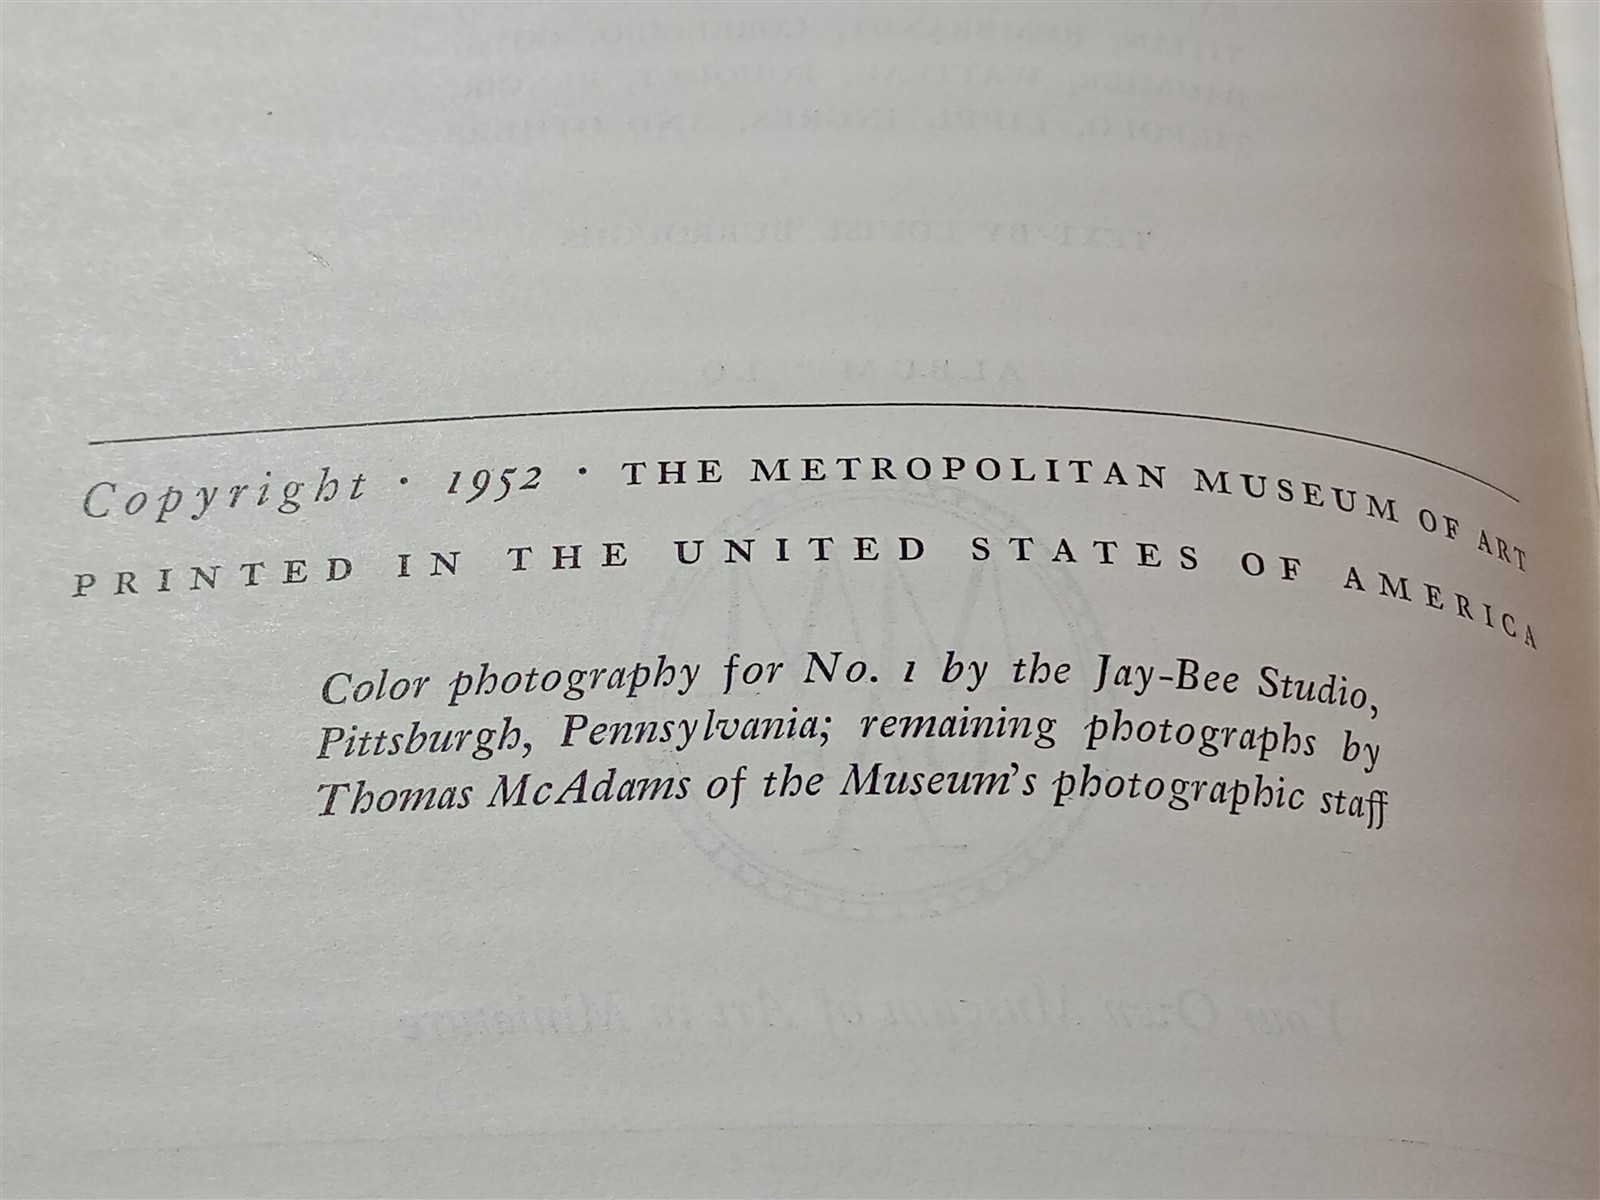 Copyright · 1952 · THE METROPOLITAN MUSEUM OF ART
PRINTED IN THE UNITED STATES OF AMERICA
Color photography for No. 1 by the Jay-Bee Studio,
Pittsburgh, Pennsylvania; remaining photographs by
Thomas McAdams of the Museum's photographic staff